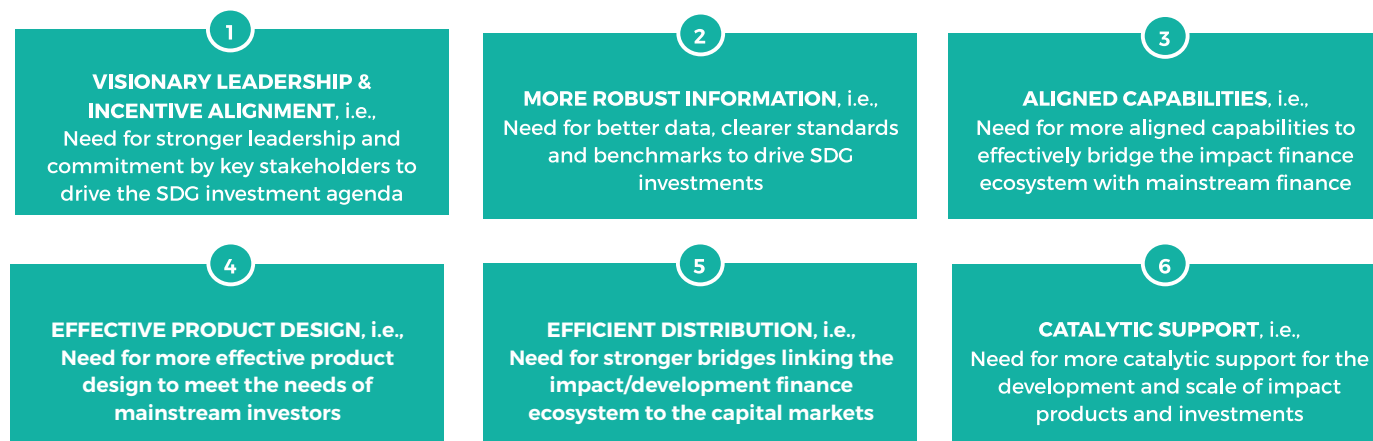 1
VISIONARY LEADERSHIP &
INCENTIVE ALIGNMENT, i.e.,
Need for stronger leadership and
commitment by key stakeholders to
drive the SDG investment agenda
2
MORE ROBUST INFORMATION, i.e.,
Need for better data, clearer standards
and benchmarks to drive SDG
investments
3
ALIGNED CAPABILITIES, i.e.,
Need for more aligned capabilities to
effectively bridge the impact finance
ecosystem with mainstream finance
4
EFFECTIVE PRODUCT DESIGN, i.e.,
Need for more effective product
design to meet the needs of
mainstream investors
5
EFFICIENT DISTRIBUTION, i.e.,
Need for stronger bridges linking the
impact/development finance
ecosystem to the capital markets
6
CATALYTIC SUPPORT, i.e.,
Need for more catalytic support for the
development and scale of impact
products and investments